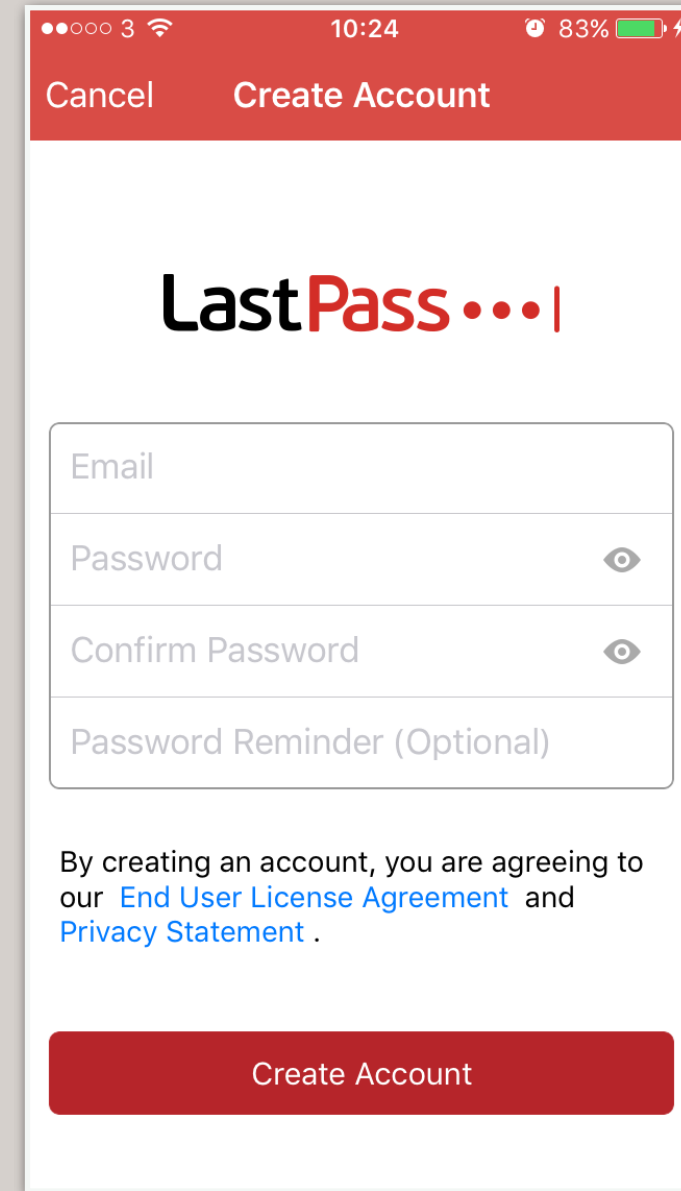 3 10:24 83%
Cancel Create Account
LastPass
Email
Password
Confirm Password
Password Reminder (Optional)
By creating an account, you are agreeing to
our End User License Agreement and
Privacy Statement .
Create Account